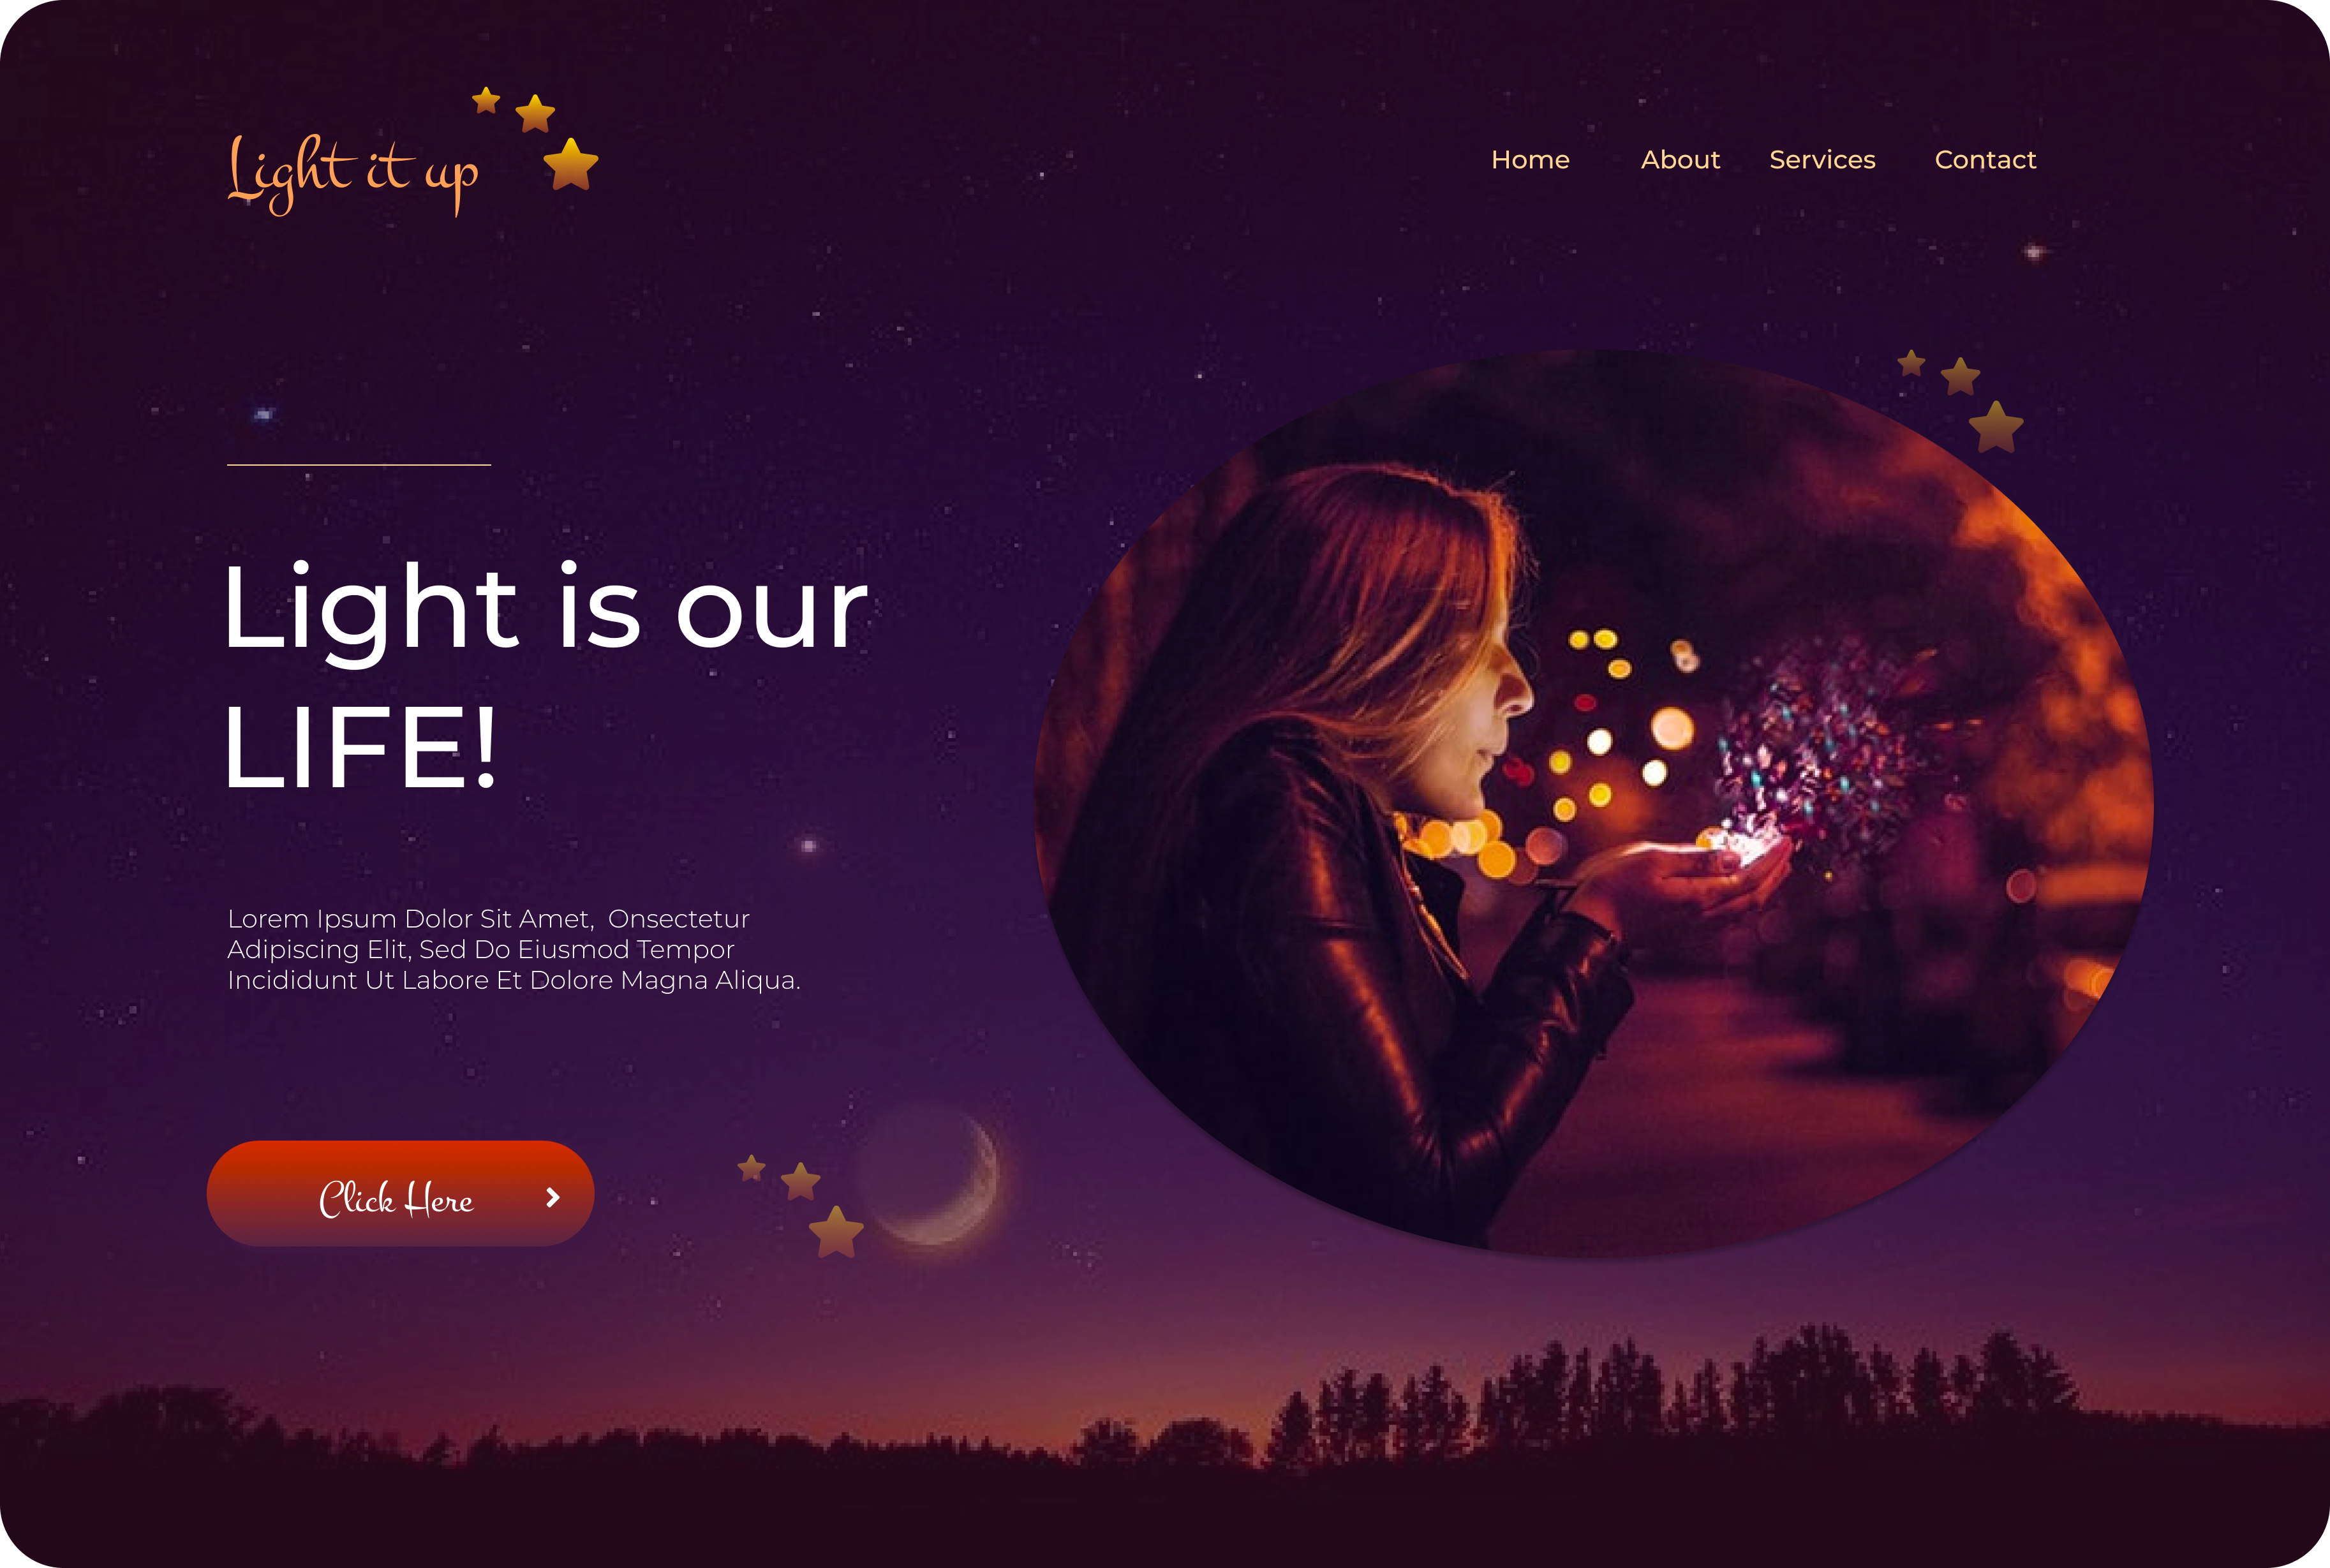 Light it up
Home About Services Contact
Light is our
LIFE!
Lorem Ipsum Dolor Sit Amet,  Onsectetur
Adipiscing Elit, Sed Do Eiusmod Tempor
Incididunt Ut Labore Et Dolore Magna Aliqua.
Click Here